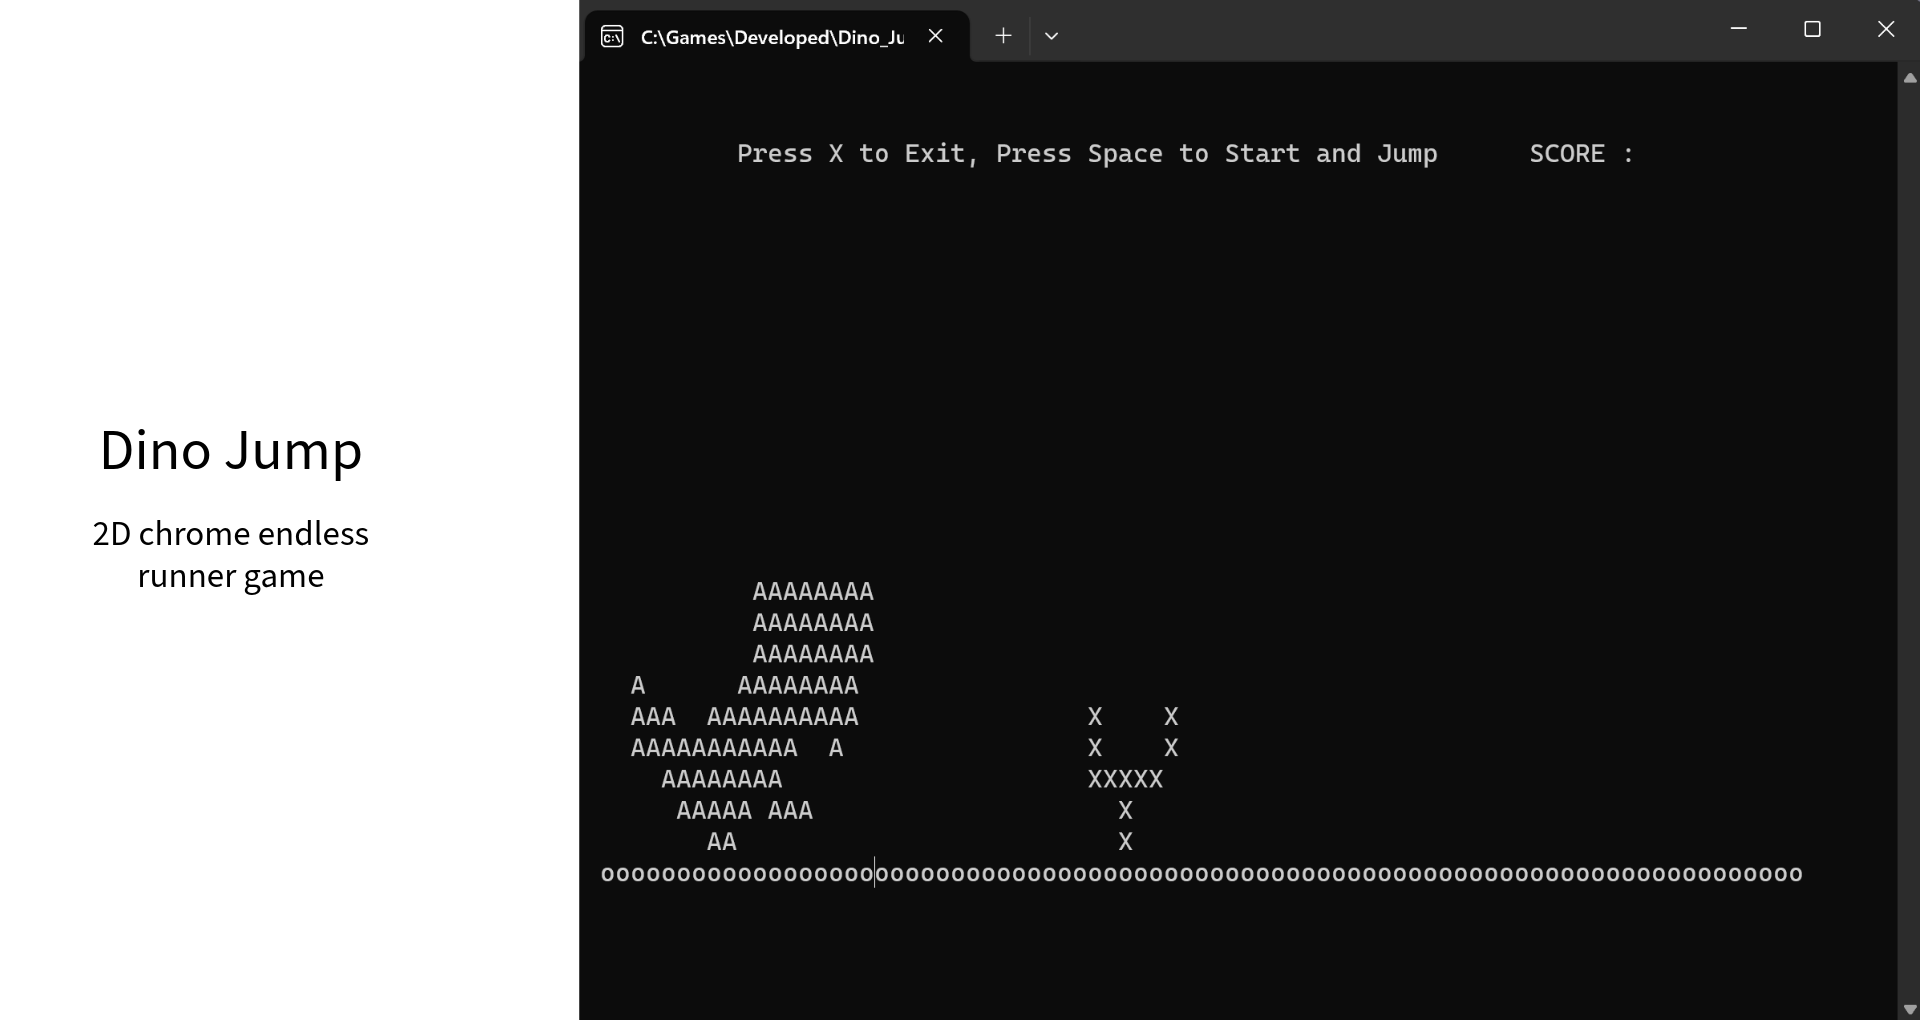 Dino Jump
2D chrome endless
runner game
C:\Games\Developed\Dino_Ju
Press X to Exit, Press Space to Start and Jump      SCORE :
AAAAAAAA
AAAAAAAA
AAAAAAAA
A      AAAAAAAA
AAA  AAAAAAAAAA                X    X
AAAAAAAAAAA  A                 X    X
AAAAAAAA                     XXXXX
AAAAA AAA                     X
AA                          X
ooooooooooooooooooooooooooooooooooooooooooooooooooooooooooooooooooooooooooooooo